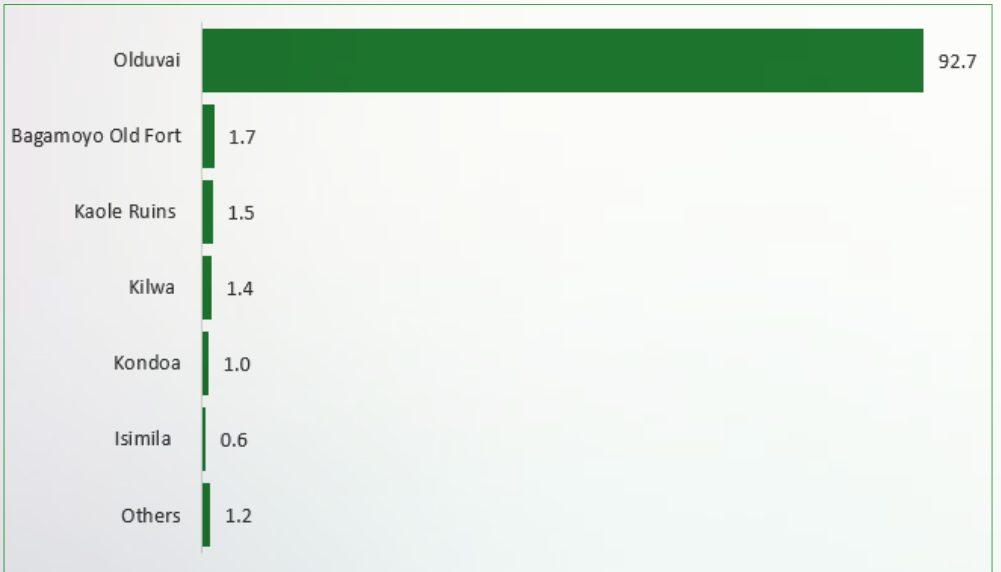 Olduvai 92.7
Bagamoyo Old Fort 1.7
Kaole Ruins 1.5
Kilwa 1.4
Kondoa 1.0
Isimila 0.6
Others 1.2